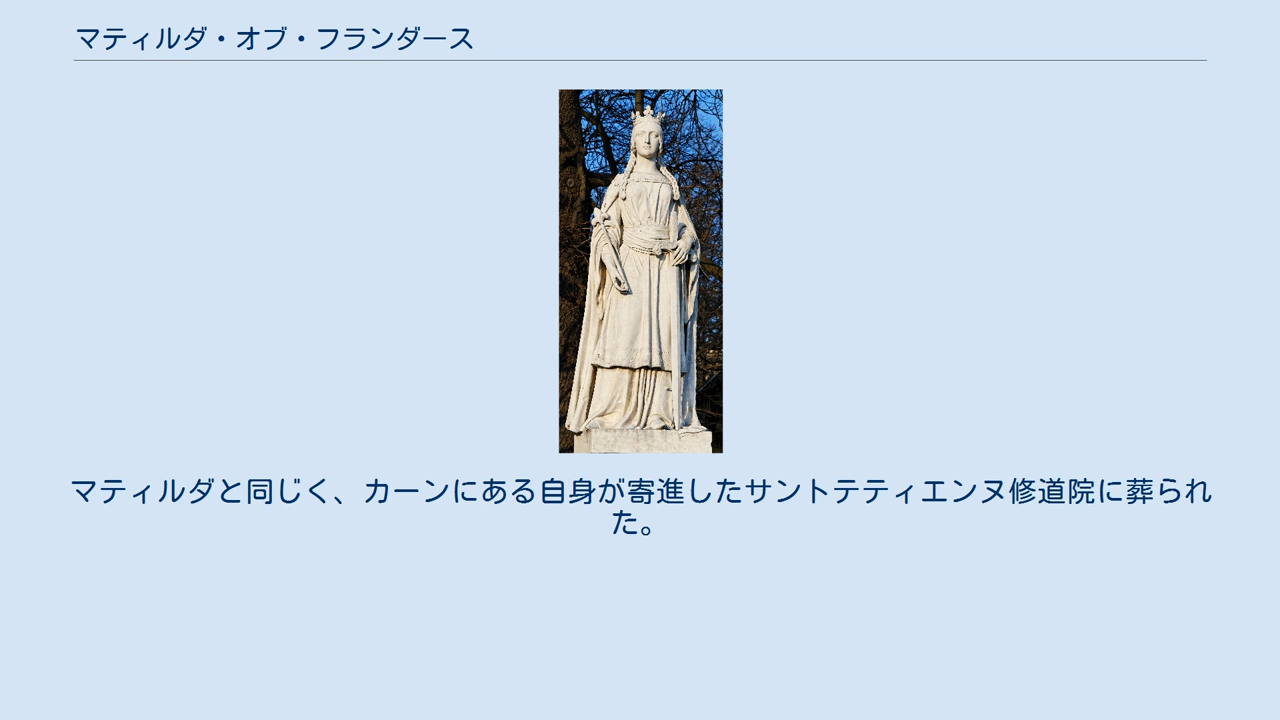 マティルダ・オブ・フランダース
マティルダと同じく、カーンにある自身が寄進したサントテティエンヌ修道院に葬られ
た。